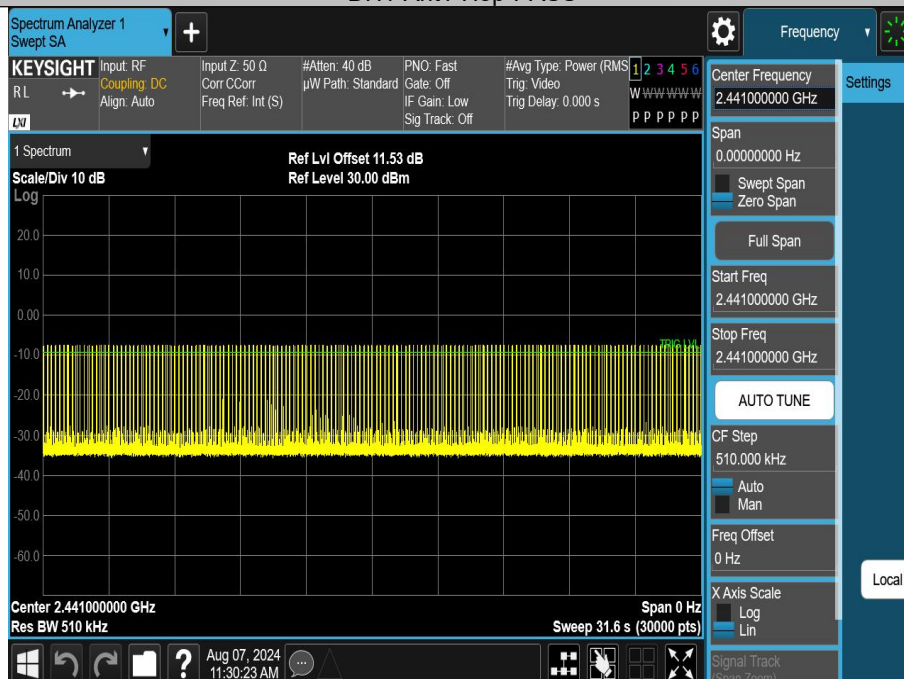 Spectrum Analyzer 1
Swept SA
Frequency
KEYSIGHT
R L
LXI
Input: RF
Coupling: DC
Align: Auto
Input Z: 50 Ω
Corr CCorr
Freq Ref: Int (S)
#Atten: 40 dB
µW Path: Standard
PNO: Fast
Gate: Off
IF Gain: Low
Sig Track: Off
#Avg Type: Power (RMS
Trig: Video
Trig Delay: 0.000 s
1 2 3 4 5 6
W W W W W W
P P P P P P
1 Spectrum
Scale/Div 10 dB
Ref Lvl Offset 11.53 dB
Ref Level 30.00 dBm
Log
20.0
10.0
0.00
-10.0
-20.0
-30.0
-40.0
-50.0
-60.0
TRIG LVL
Center 2.441000000 GHz
Span 0 Hz
Res BW 510 kHz
Sweep 31.6 s (30000 pts)
Aug 07, 2024
11:30:23 AM
Center Frequency
2.441000000 GHz
Span
0.00000000 Hz
Swept Span
Zero Span
Full Span
Start Freq
2.441000000 GHz
Stop Freq
2.441000000 GHz
AUTO TUNE
CF Step
510.000 kHz
Auto
Man
Freq Offset
0 Hz
X Axis Scale
Log
Lin
Signal Track
(Span Zoom)
Settings
Local